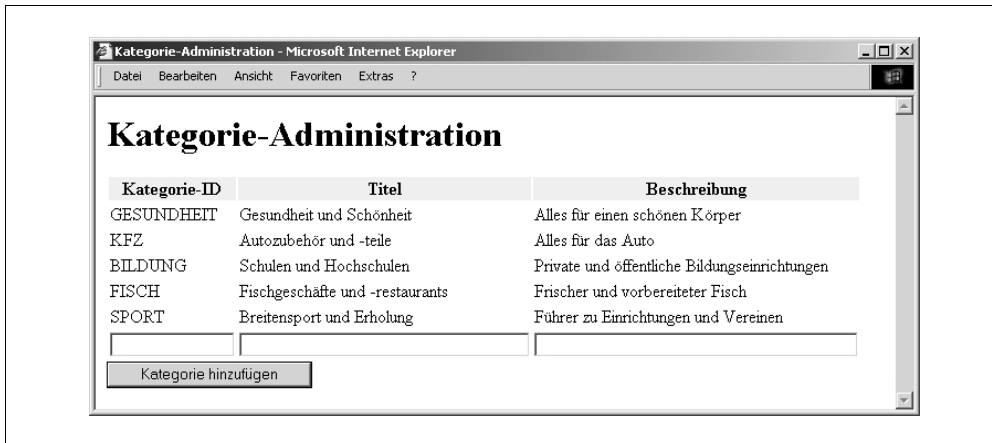 Kategorie-Administration - Microsoft Internet Explorer
Datei Bearbeiten Ansicht Favoriten Extras ?
Kategorie-Administration
Kategorie-ID Titel Beschreibung
GESUNDHEIT Gesundheit und Schönheit Alles für einen schönen Körper
KFZ Autozubehör und -teile Alles für das Auto
BILDUNG Schulen und Hochschulen Private und öffentliche Bildungseinrichtungen
FISCH Fischgeschäfte und -restaurants Frischer und vorbereiteter Fisch
SPORT Breitensport und Erholung Führer zu Einrichtungen und Vereinen
Kategorie hinzufügen